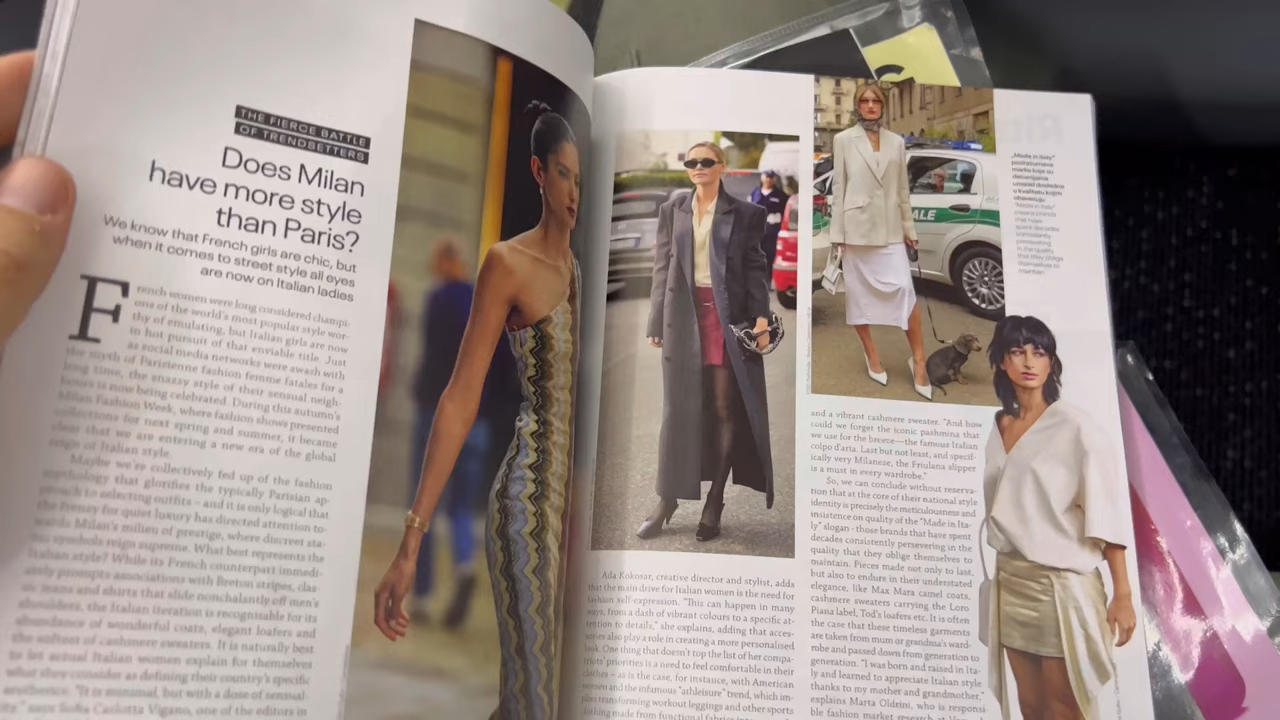 THE FIERCE BATTLE
OF TRENDSETTERS
Does Milan
have more style
than Paris?
We know that French girls are chic, but
when it comes to street style all eyes
are now on Italian ladies
French women were long considered champi-
ons of the world's most popular style wor-
thy of emulating, but Italian girls are now
in hot pursuit of that enviable title. Just
as social media networks were awash with
the myth of Parisienne fashion femme fatales for a
long time, the snazzy style of their sensual neigh-
bours is now being celebrated. During this autumn's
Milan Fashion Week, where fashion shows presented
collections for next spring and summer, it became
clear that we are entering a new era of the global
reign of Italian style.
Maybe we're collectively fed up of the fashion
mythology that glorifies the typically Parisian ap-
proach to selecting outfits – and it is only logical that
the frenzy for quiet luxury has directed attention to-
wards Milan's milieu of prestige, where discreet sta-
tus symbols reign supreme. What best represents the
Italian style? While its French counterpart immedi-
ately prompts associations with Breton stripes, clas-
sic jeans and shirts that slide nonchalantly off men's
shoulders, the Italian iteration is recognisable for its
abundance of wonderful coats, elegant loafers and
the softest of cashmere sweaters. It is naturally best
to let actual Italian women explain for themselves
what they consider as defining their country's specific
aesthetics. "It is minimal, but with a dose of sensual-
ity," says Sofia Carlotta Vigano, one of the editors in
Ada Kokosar, creative director and stylist, adds
that the main drive for Italian women is the need for
fashion self-expression. "This can happen in many
ways, from a dash of vibrant colours to a specific at-
tention to details," she explains, adding that acces-
sories also play a role in creating a more personalised
look. One thing that doesn't top the list of her compa-
triots' priorities is a need to feel comfortable in their
clothes – as is the case, for instance, with American
women and the infamous "athleisure" trend, which im-
plies transforming workout leggings and other sports
clothing made from functional fabrics
ALE
and a vibrant cashmere sweater. "And how
could we forget the iconic pashmina that
we use for the breeze—the famous Italian
colpo d'aria. Last but not least, and specif-
ically very Milanese, the Friulana slipper
is a must in every wardrobe."
So, we can conclude without reserva-
tion that at the core of their national style
identity is precisely the meticulousness and
insistence on quality of the "Made in Ita-
ly" slogan - those brands that have spent
decades consistently persevering in the
quality that they oblige themselves to
maintain. Pieces made not only to last,
but also to endure in their understated
elegance, like Max Mara camel coats,
cashmere sweaters carrying the Loro
Piana label, Tod's loafers etc. It is often
the case that these timeless garments
are taken from mum or grandma's ward-
robe and passed down from generation to
generation. "I was born and raised in Ita-
ly and learned to appreciate Italian style
thanks to my mother and grandmother,"
explains Marta Oldrini, who is responsi-
ble fashion market research at
„Made in Italy"
podrazumeva
marke koje su
decenijama
unazad dosledne
u kvalitetu kojim
obavezuju
"Made in Italy"
means brands
that have
spent decades
consistently
persevering
in the quality
that they oblige
themselves to
maintain